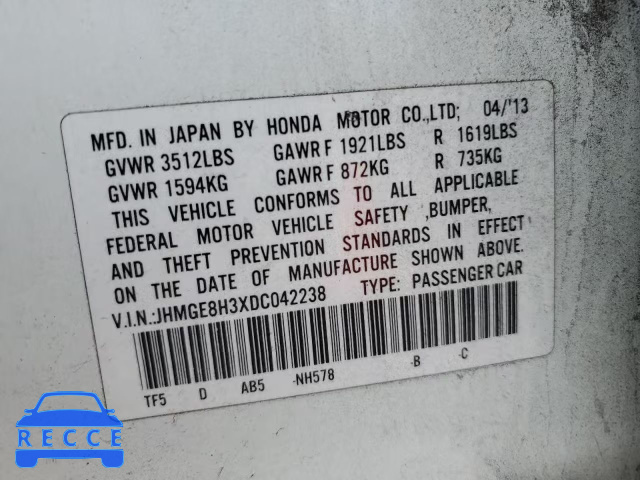 MFD. IN JAPAN BY HONDA MOTOR CO.,LTD; 04/'13
GVWR 3512LBS GAWR F 1921LBS R 1619LBS
GVWR 1594KG GAWR F 872KG R 735KG
THIS VEHICLE CONFORMS TO ALL APPLICABLE
FEDERAL MOTOR VEHICLE SAFETY ,BUMPER,
AND THEFT PREVENTION STANDARDS IN EFFECT
ON THE DATE OF MANUFACTURE SHOWN ABOVE.
V.I.N.:JHMGE8H3XDC042238 TYPE: PASSENGER CAR
TF5 D AB5 -NH578 -B -C
RECCE